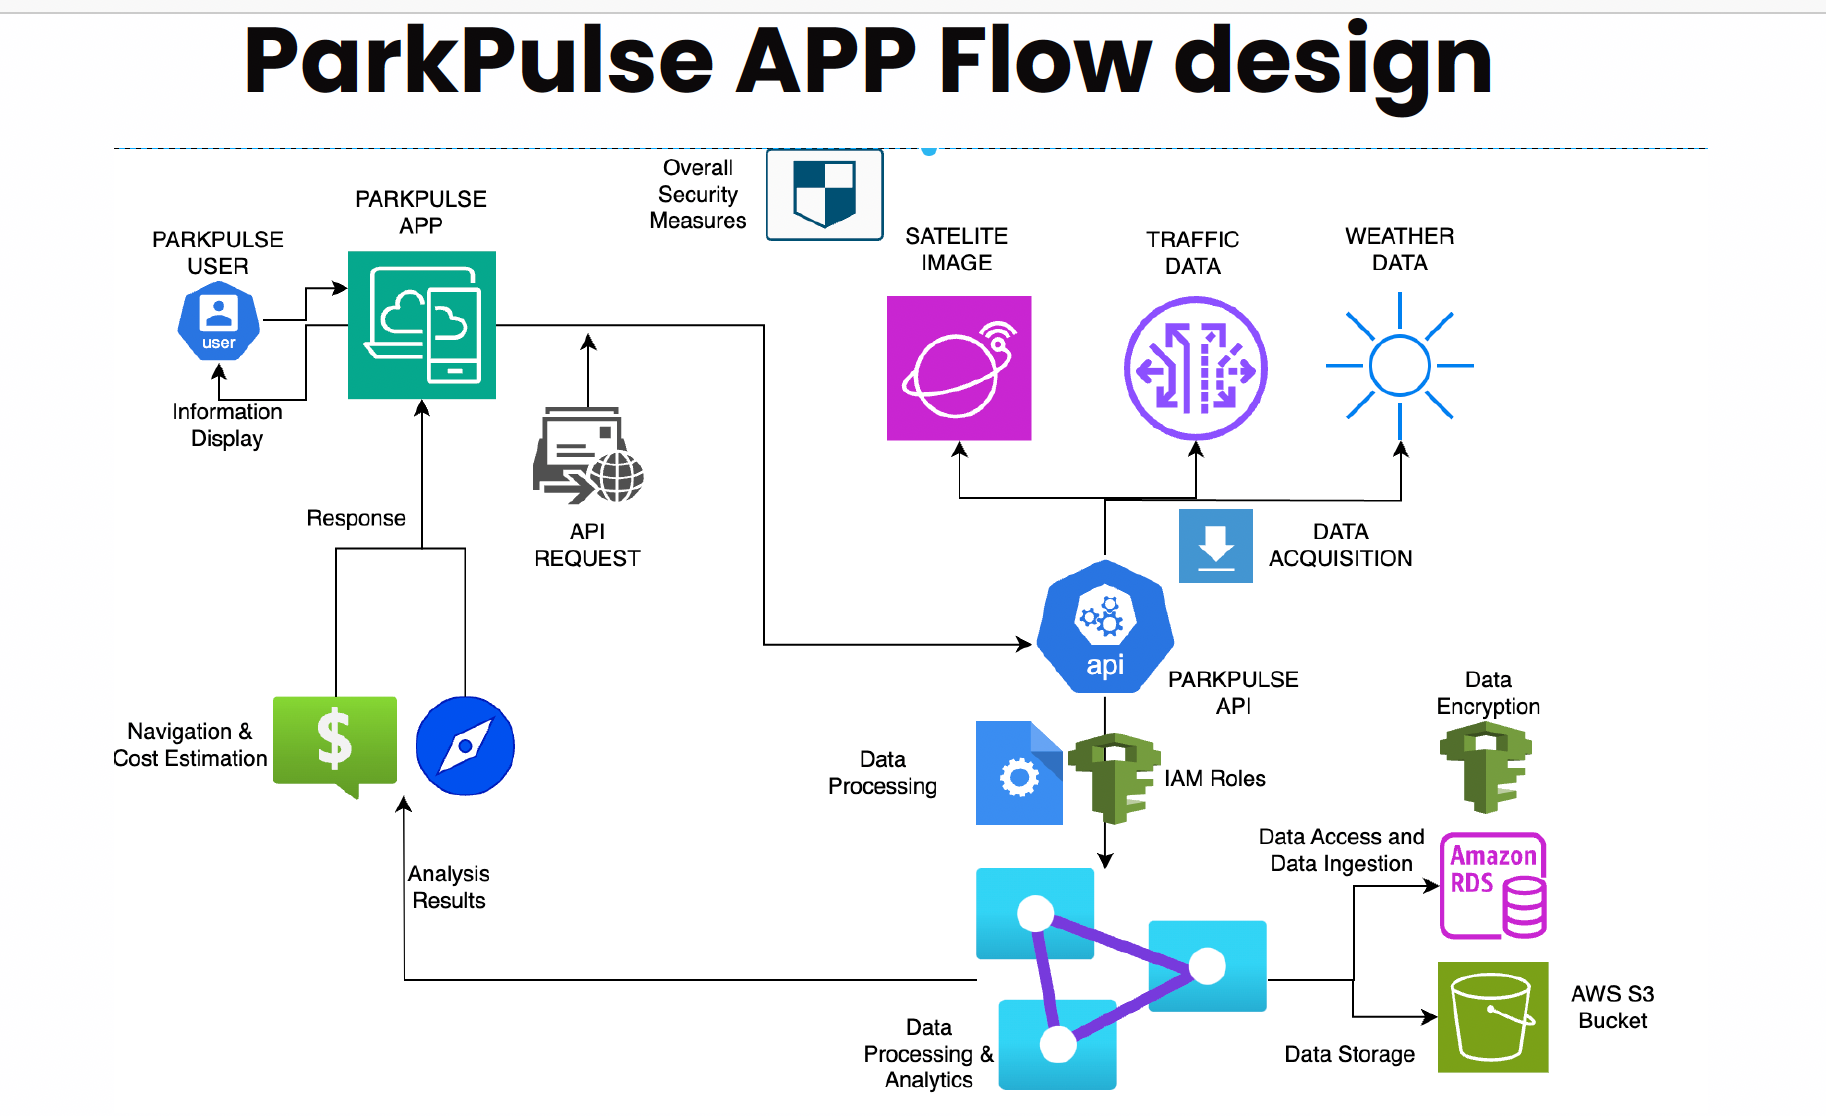 ParkPulse APP Flow design
Overall
Security
Measures
PARKPULSE
APP
PARKPULSE
USER
user
Information
Display
SATELITE
IMAGE
TRAFFIC
DATA
WEATHER
DATA
Response
API
REQUEST
DATA
ACQUISITION
api
PARKPULSE
API
Data
Encryption
Navigation &
Cost Estimation
$
Data
Processing
IAM Roles
Data Access and
Data Ingestion
Amazon
RDS
Analysis
Results
AWS S3
Bucket
Data
Processing &
Analytics
Data Storage